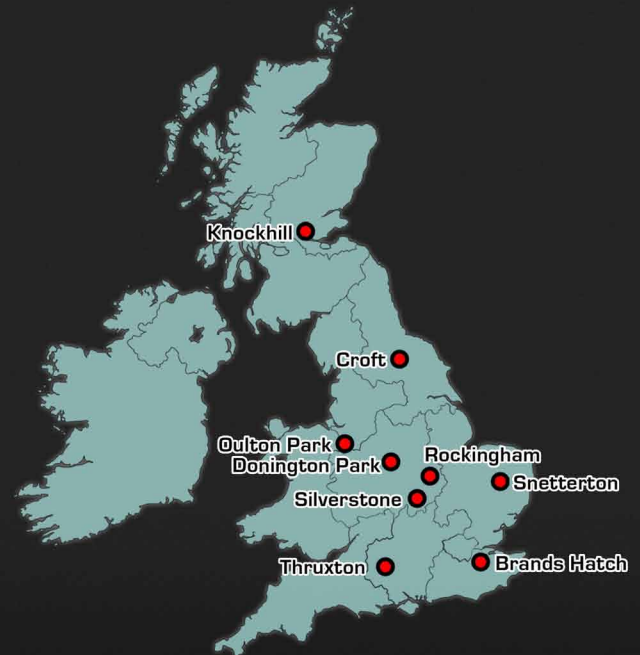 Knockhill
Croft
Oulton Park
Donington Park
Rockingham
Snetterton
Silverstone
Thruxton
Brands Hatch